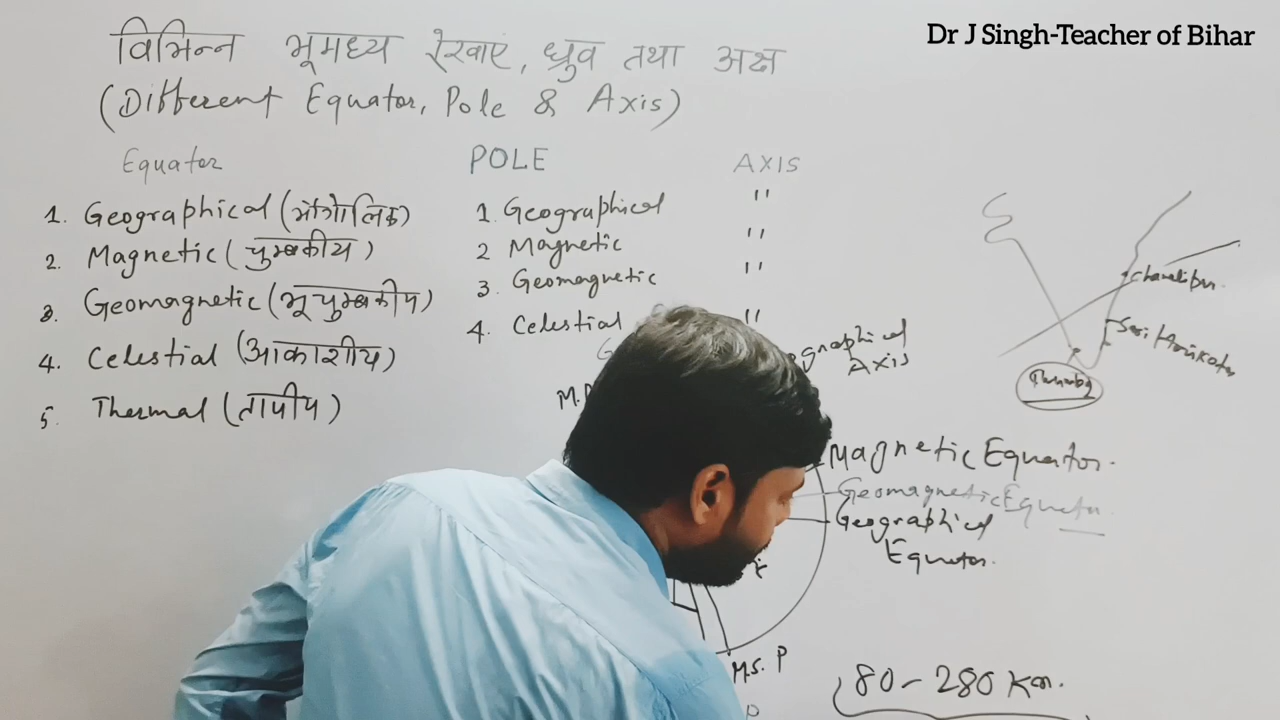 Dr J Singh-Teacher of Bihar
विभिन्न भूमध्य रेखाएं, ध्रुव तथा अक्ष
(Different Equator, Pole & Axis)
Equator
1. Geographical (भौगोलिक)
2. Magnetic (चुम्बकीय)
3. Geomagnetic (भू चुम्बकीय)
4. Celestial (आकाशीय)
5. Thermal (तापीय)
POLE
1 Geographical
2 Magnetic
3. Geomagnetic
4. Celestial
AXIS
"
"
"
"
ographical
Axis
Magnetic Equator.
Geomagnetic Equator
Geographical
Equator.
M.S. P
80 - 280 Km.